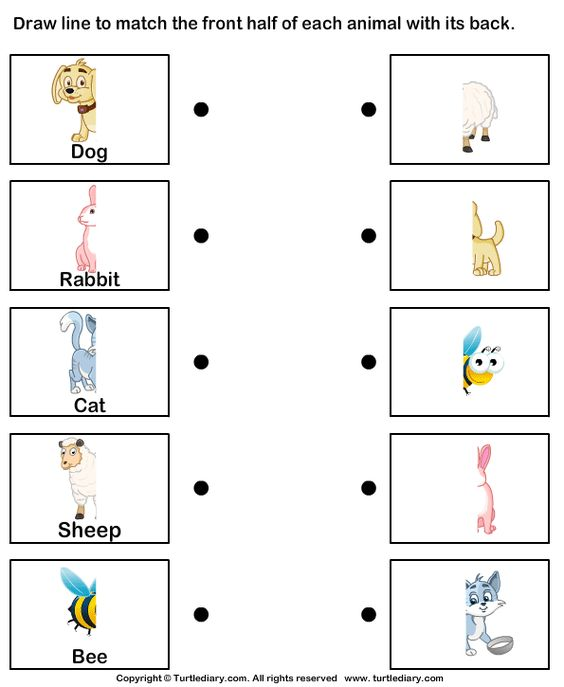 Draw line to match the front half of each animal with its back.
Dog
Rabbit
Cat
Sheep
Bee
Copyright © Turtlediary.com. All rights reserved www.turtlediary.com